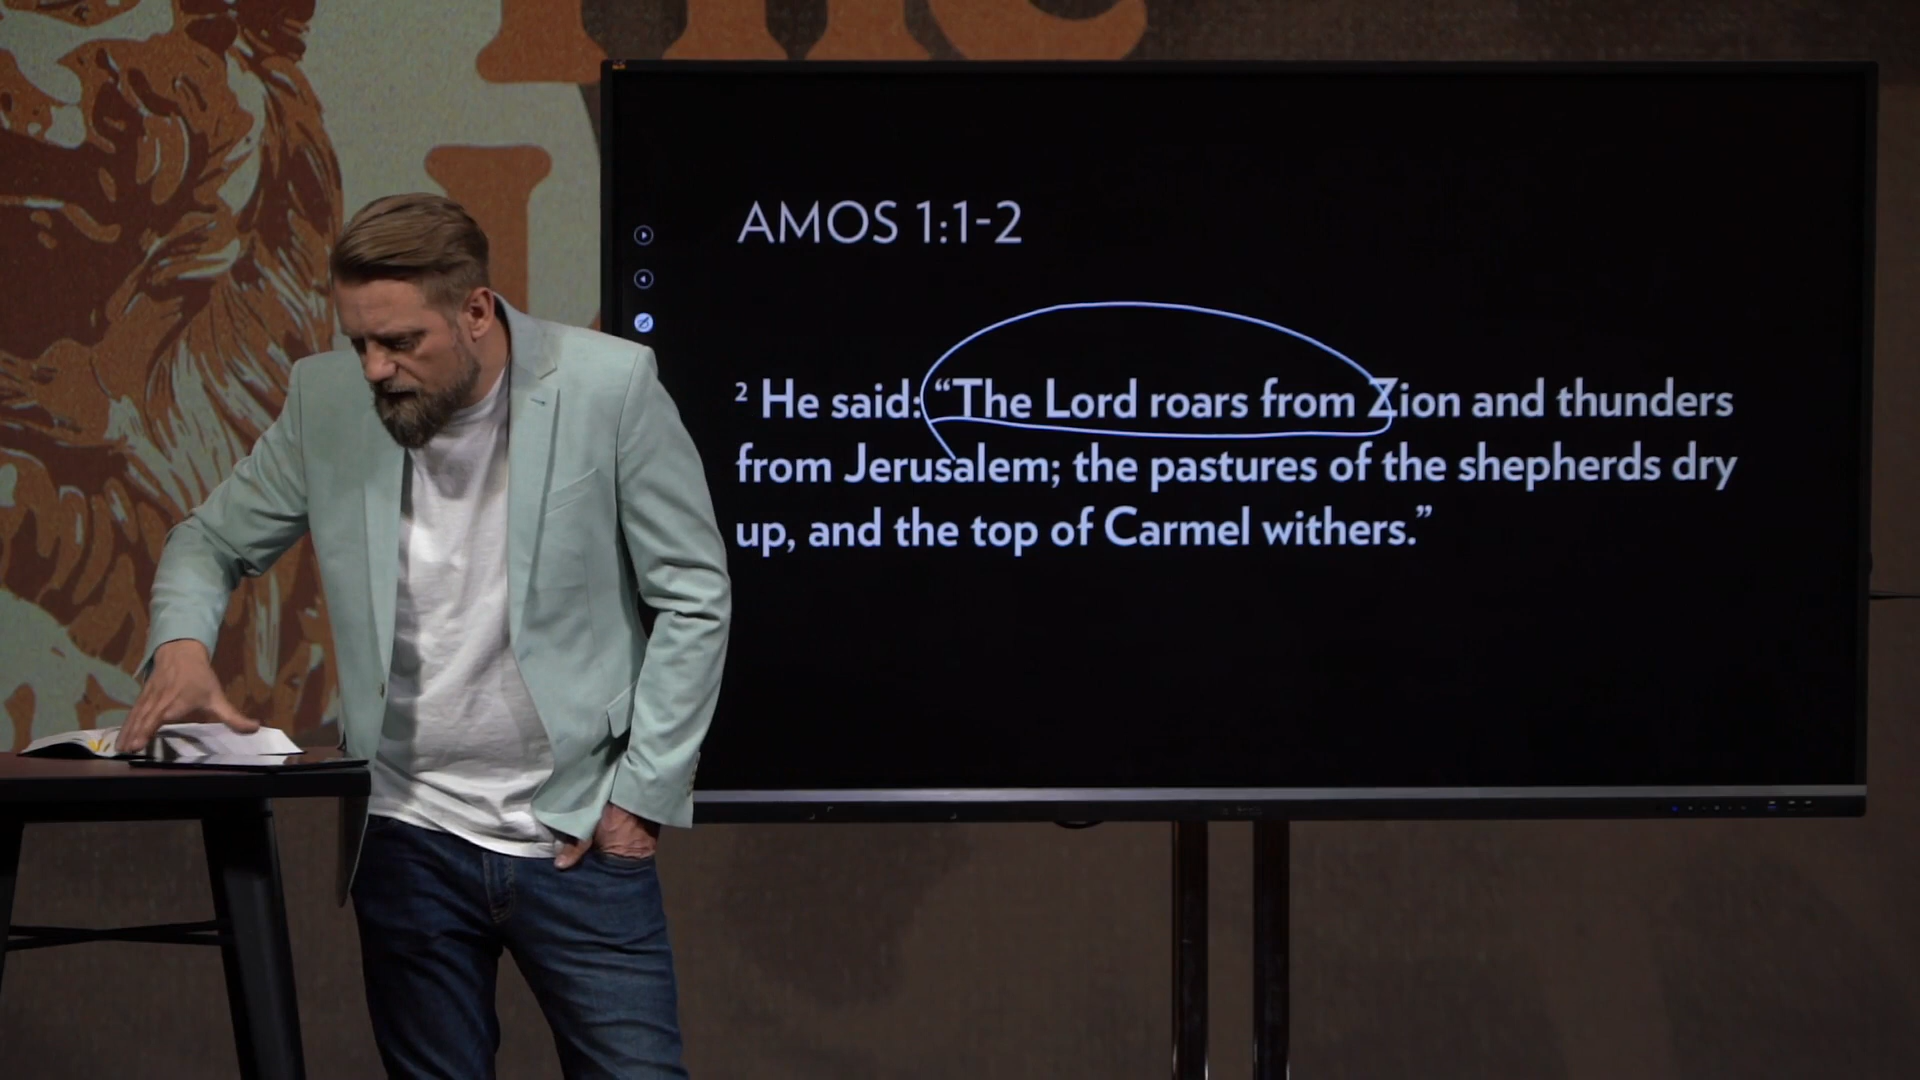 AMOS 1:1-2
² He said: “The Lord roars from Zion and thunders
from Jerusalem; the pastures of the shepherds dry
up, and the top of Carmel withers.”